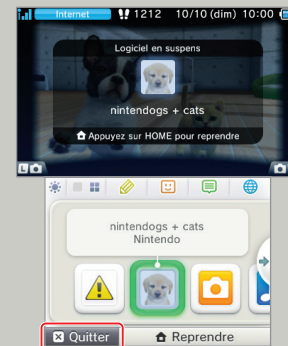 Internet 1212 10/10 (dim) 10:00
Logiciel en suspens
nintendogs + cats
Appuyez sur HOME pour reprendre
L
nintendogs + cats
Nintendo
Quitter Reprendre